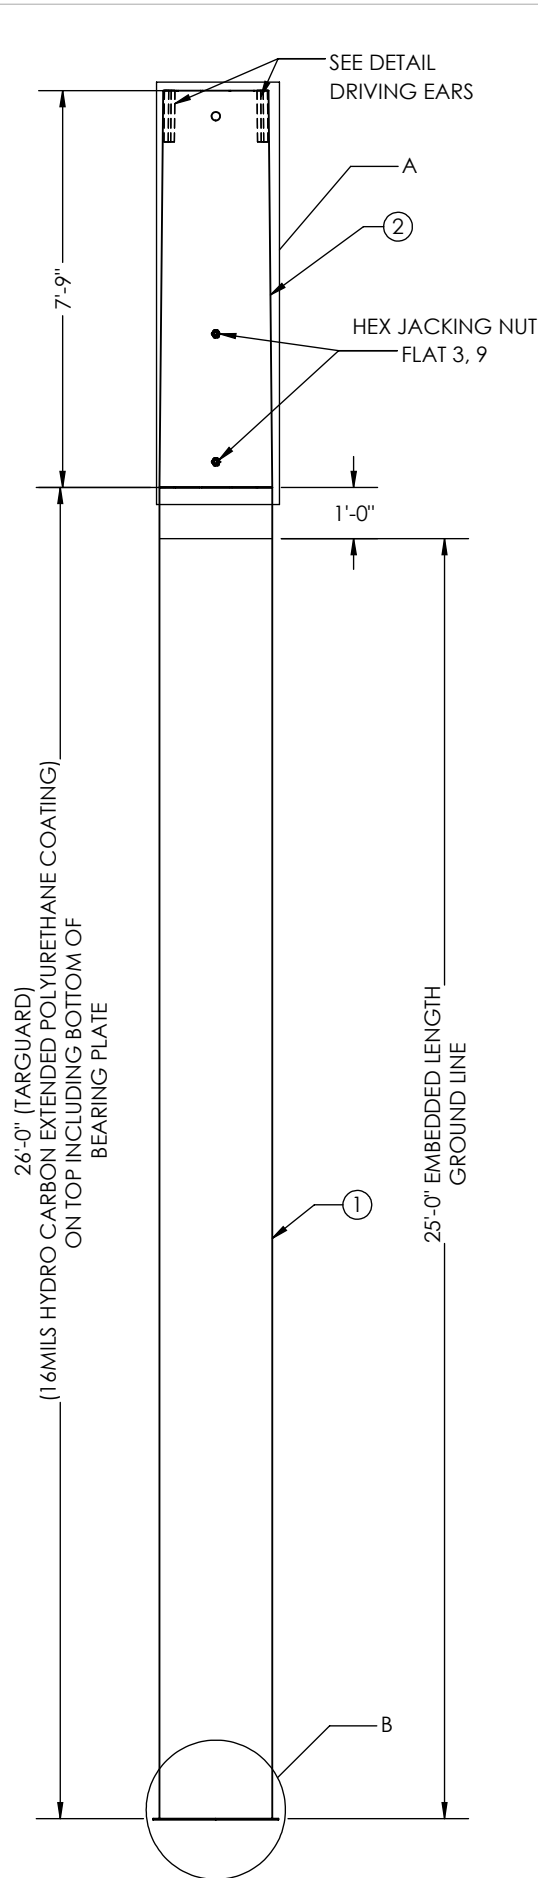 SEE DETAIL
DRIVING EARS
A
2
7'-9"
HEX JACKING NUT
FLAT 3, 9
1'-0"
26'-0" (TARGUARD)
(16MILS HYDRO CARBON EXTENDED POLYURETHANE COATING)
ON TOP INCLUDING BOTTOM OF
BEARING PLATE
25'-0" EMBEDDED LENGTH
GROUND LINE
1
B